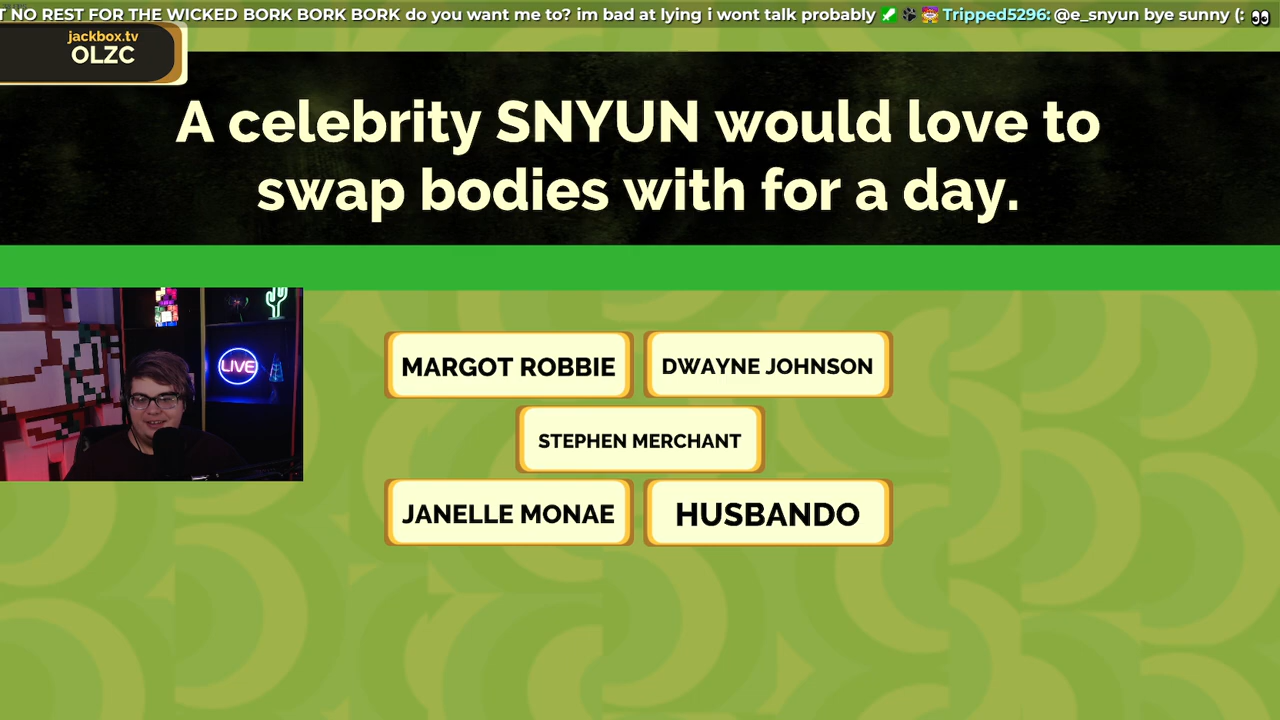 T NO REST FOR THE WICKED BORK BORK BORK do you want me to? im bad at lying i wont talk probably Tripped5296: @e_snyun bye sunny (:
jackbox.tv
OLZC
A celebrity SNYUN would love to
swap bodies with for a day.
LIVE
MARGOT ROBBIE
DWAYNE JOHNSON
STEPHEN MERCHANT
JANELLE MONAE
HUSBANDO